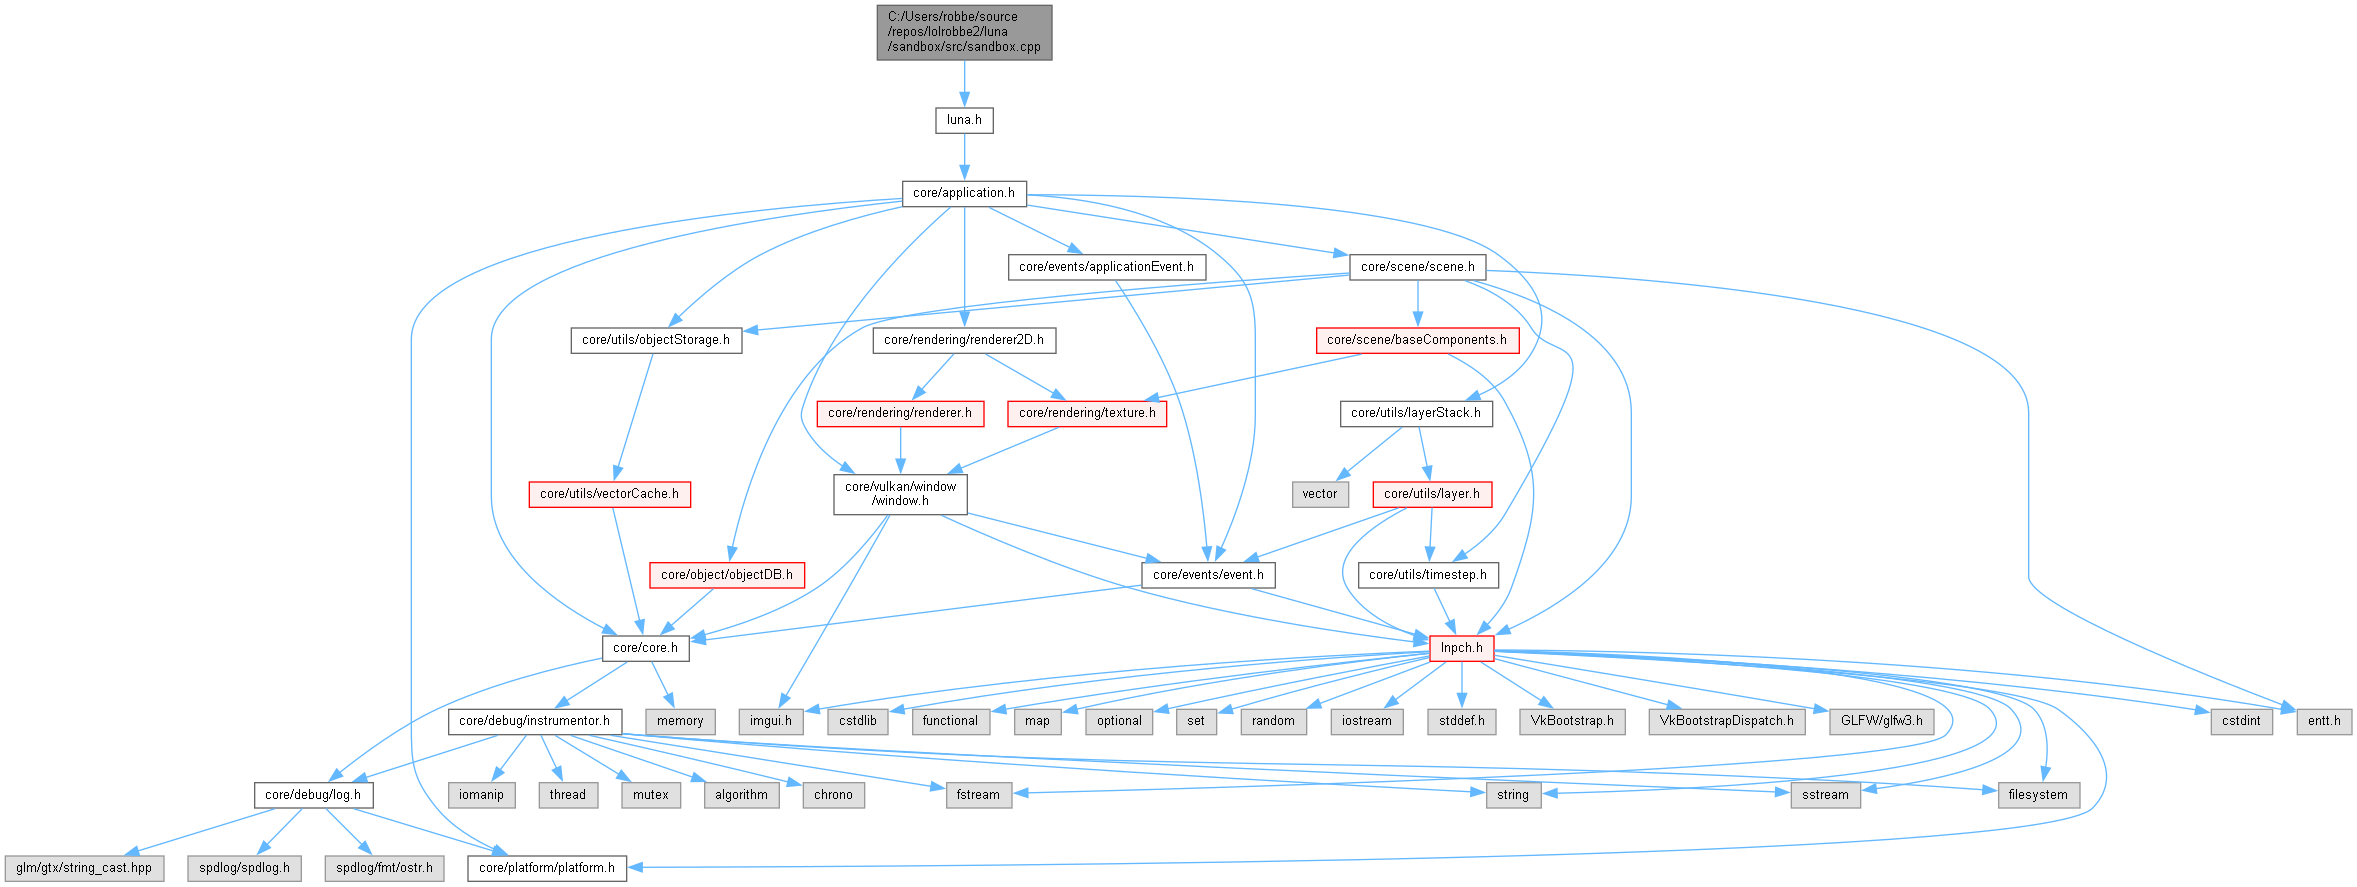 C:/Users/robbe/source
/repos/lolrobbe2/luna
/sandbox/src/sandbox.cpp
luna.h
core/application.h
core/events/applicationEvent.h
core/scene/scene.h
core/utils/objectStorage.h
core/rendering/renderer2D.h
core/scene/baseComponents.h
core/rendering/renderer.h
core/rendering/texture.h
core/utils/layerStack.h
core/utils/vectorCache.h
core/vulkan/window
/window.h
vector
core/utils/layer.h
core/object/objectDB.h
core/events/event.h
core/utils/timestep.h
core/core.h
lnpch.h
core/debug/instrumentor.h
memory
imgui.h
cstdlib
functional
map
optional
set
random
iostream
stddef.h
VkBootstrap.h
VkBootstrapDispatch.h
GLFW/glfw3.h
cstdint
entt.h
core/debug/log.h
iomanip
thread
mutex
algorithm
chrono
fstream
string
sstream
filesystem
glm/gtx/string_cast.hpp
spdlog/spdlog.h
spdlog/fmt/ostr.h
core/platform/platform.h